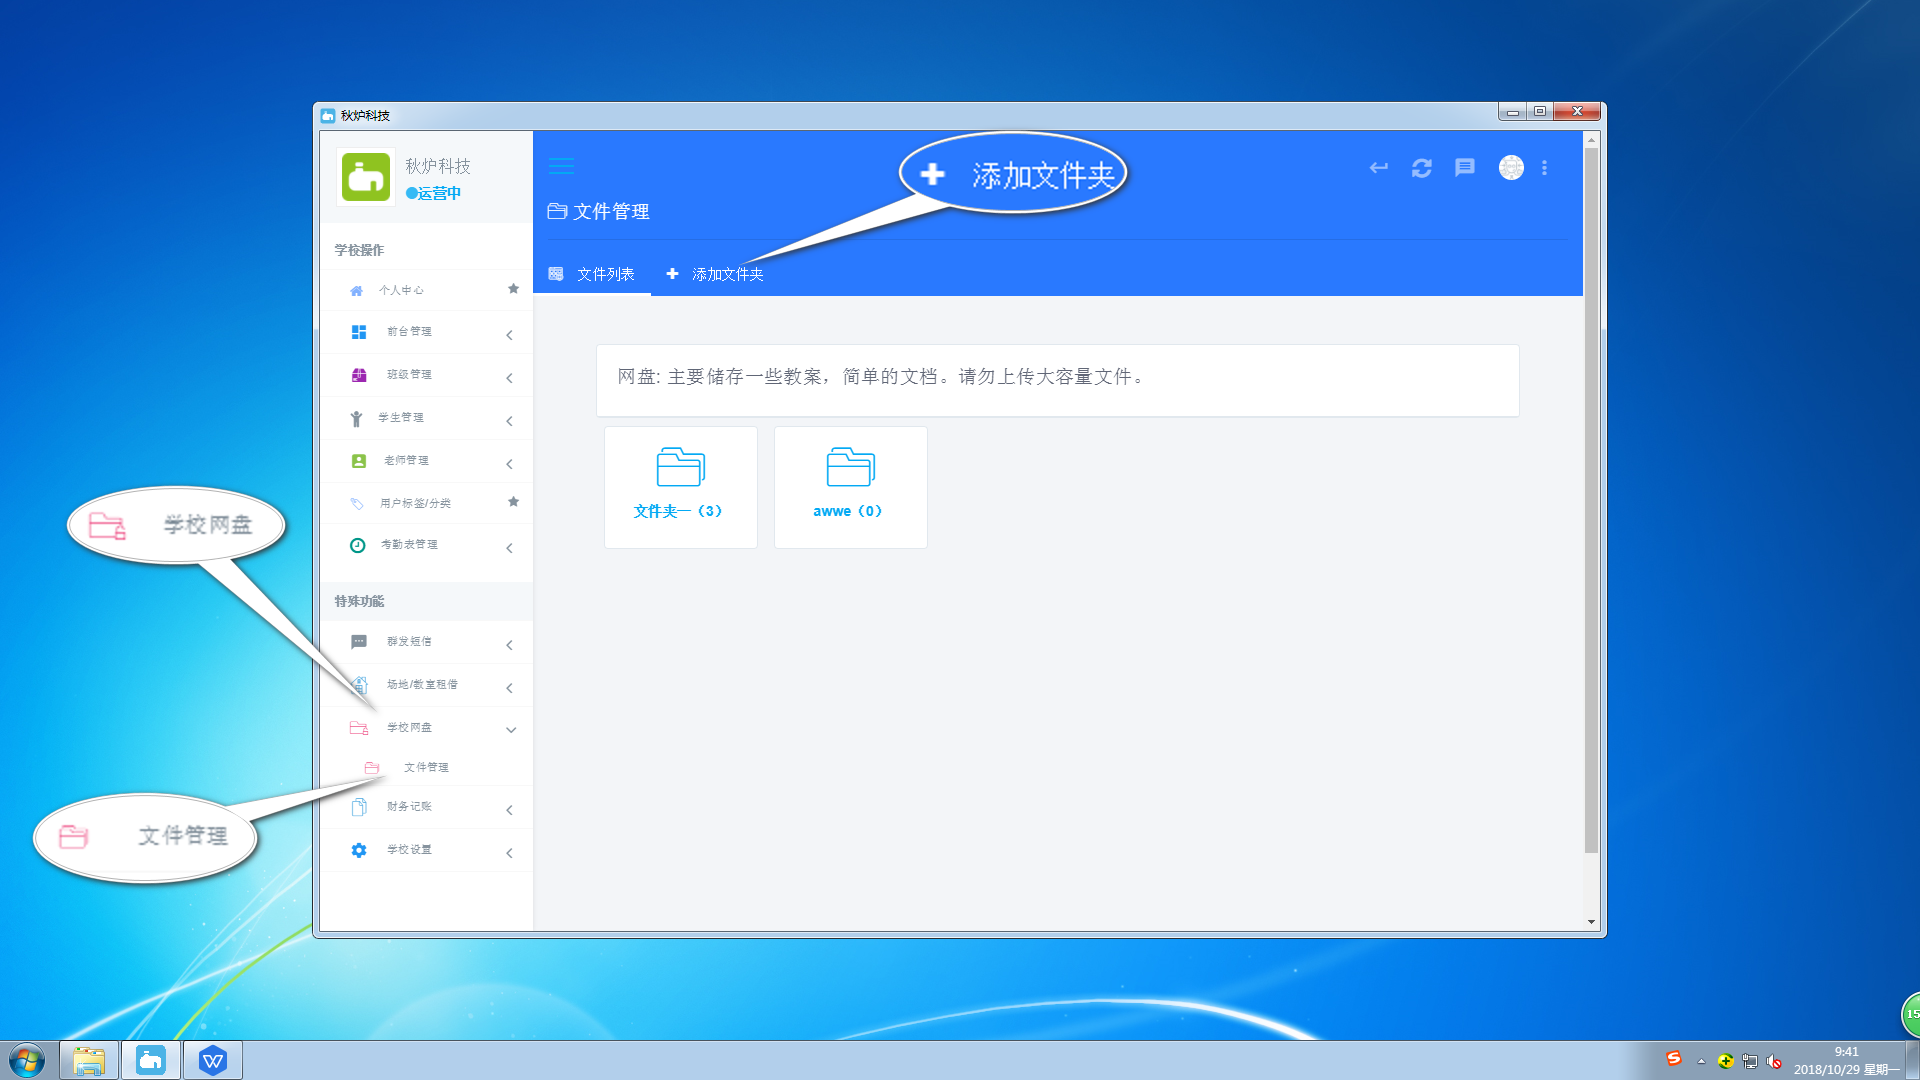 秋炉科技
秋炉科技
运营中
学校操作
个人中心
前台管理
班级管理
学生管理
老师管理
用户标签/分类
考勤表管理
特殊功能
群发短信
场地/教室租借
学校网盘
文件管理
财务记账
学校设置
学校网盘
文件管理
添加文件夹
文件管理
文件列表
添加文件夹
网盘: 主要储存一些教案，简单的文档。请勿上传大容量文件。
文件夹一（3）
awwe（0）
15
9:41
2018/10/29 星期一